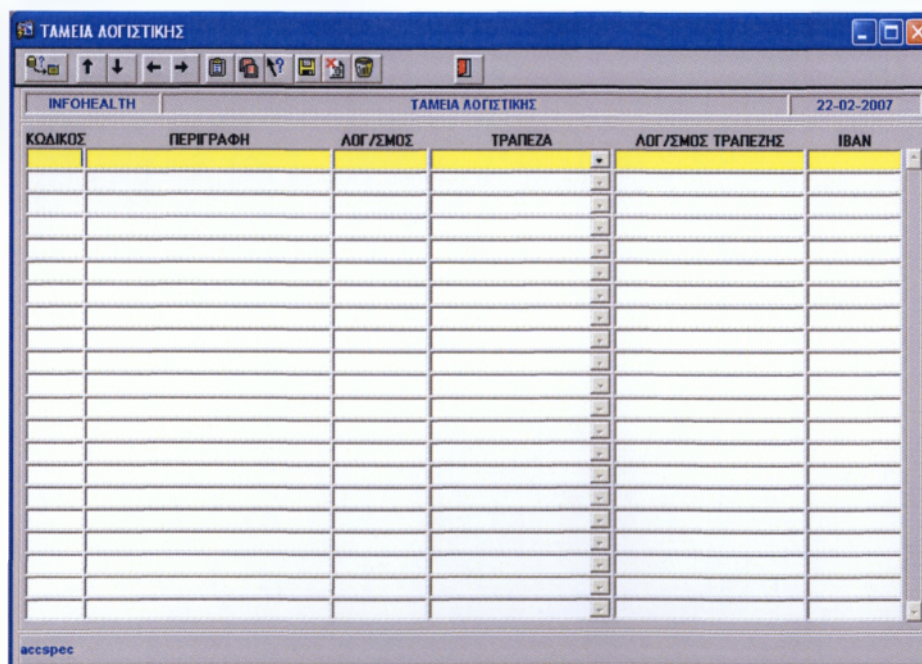 ΤΑΜΕΙΑ ΛΟΓΙΣΤΙΚΗΣ
INFOHEALTH ΤΑΜΕΙΑ ΛΟΓΙΣΤΙΚΗΣ 22-02-2007
ΚΩΔΙΚΟΣ ΠΕΡΙΓΡΑΦΗ ΛΟΓ/ΣΜΟΣ ΤΡΑΠΕΖΑ ΛΟΓ/ΣΜΟΣ ΤΡΑΠΕΖΗΣ IBAN
accspec